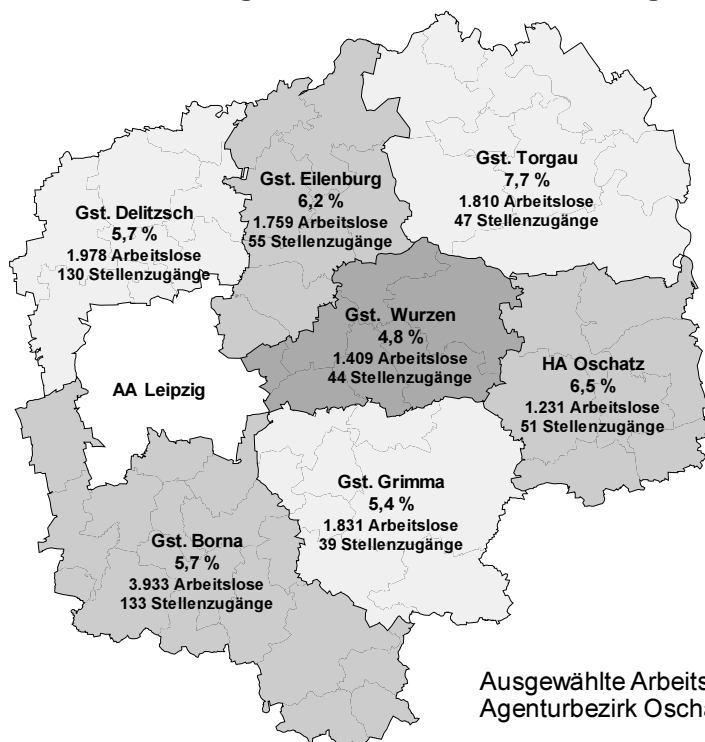 Gst. Torgau
7,7 %
1.810 Arbeitslose
47 Stellenzugänge
Gst. Eilenburg
6,2 %
1.759 Arbeitslose
55 Stellenzugänge
Gst. Delitzsch
5,7 %
1.978 Arbeitslose
130 Stellenzugänge
Gst. Wurzen
4,8 %
1.409 Arbeitslose
44 Stellenzugänge
HA Oschatz
6,5 %
1.231 Arbeitslose
51 Stellenzugänge
AA Leipzig
Gst. Grimma
5,4 %
1.831 Arbeitslose
39 Stellenzugänge
Gst. Borna
5,7 %
3.933 Arbeitslose
133 Stellenzugänge
Ausgewählte Arbeits
Agenturbezirk Oscha